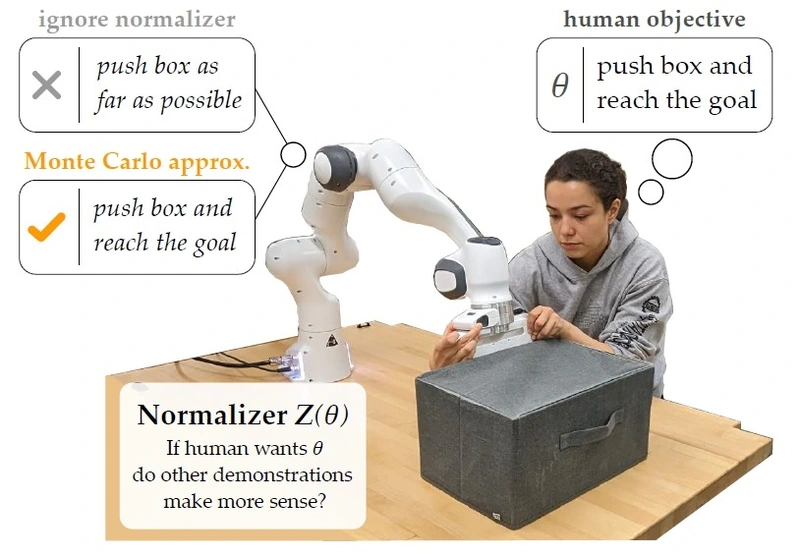 ignore normalizer
push box as
far as possible
Monte Carlo approx.
push box and
reach the goal
human objective
θ
push box and
reach the goal
Normalizer Z(θ)
If human wants θ
do other demonstrations
make more sense?